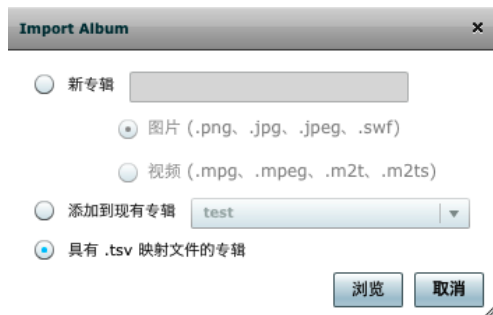 Import Album
新专辑
图片 (.png、.jpg、.jpeg、.swf)
视频 (.mpg、.mpeg、.m2t、.m2ts)
添加到现有专辑 test
具有 .tsv 映射文件的专辑
浏览 取消